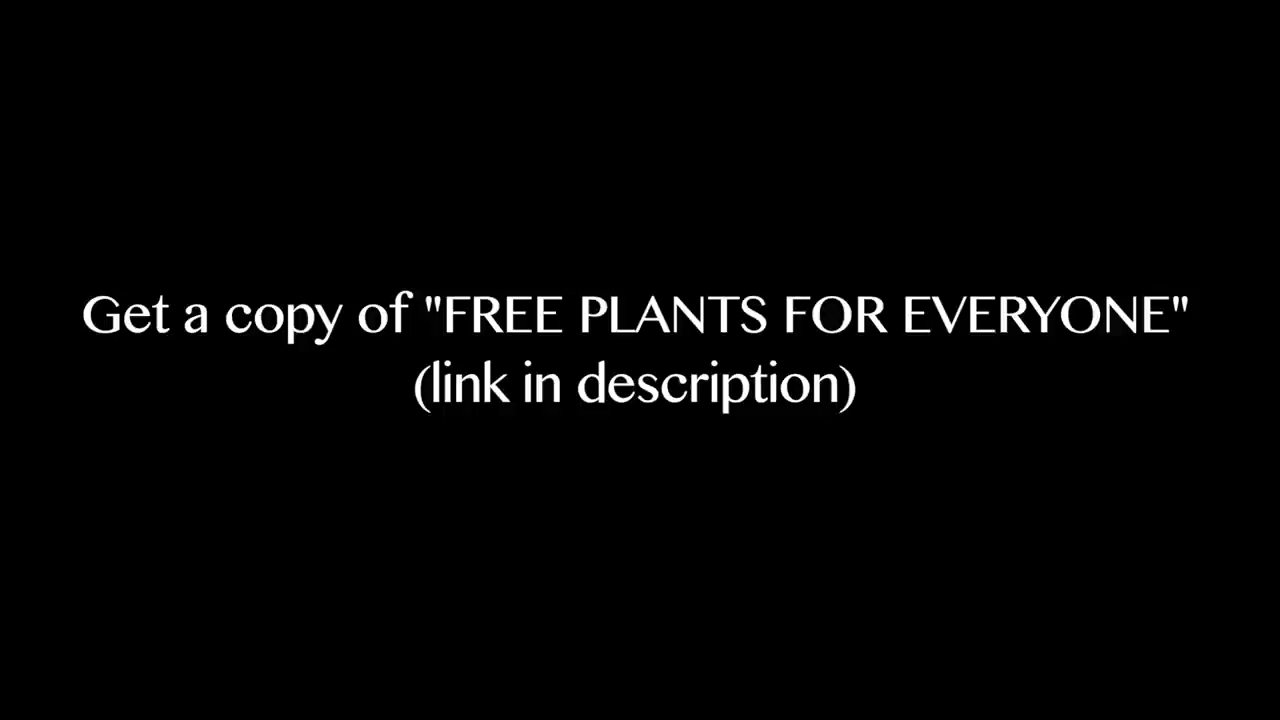 Get a copy of "FREE PLANTS FOR EVERYONE"
(link in description)